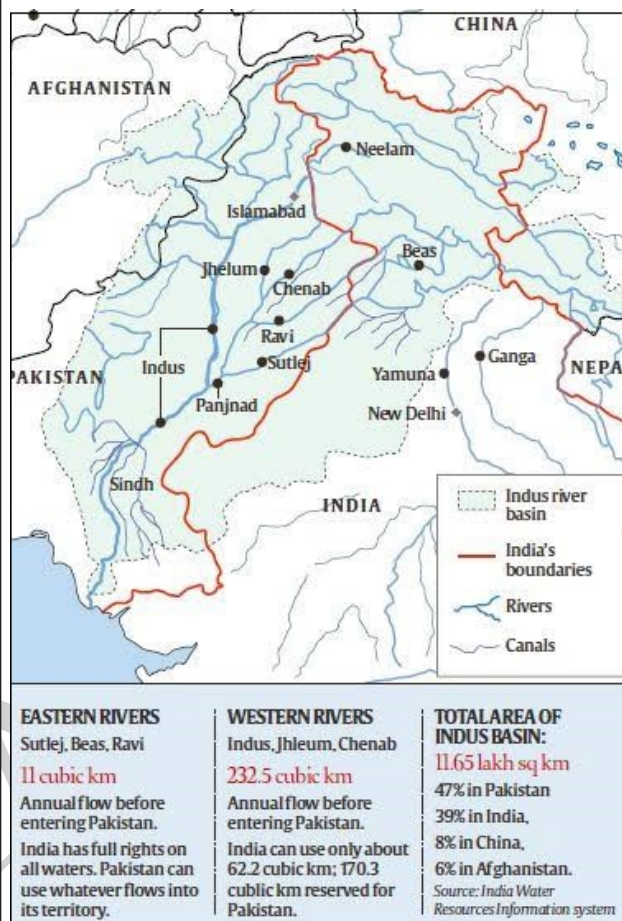 CHINA
AFGHANISTAN
Neelam
Islamabad
Beas
Jhelum
Chenab
Ravi
Indus
Sutlej
Ganga
PAKISTAN
NEPA
Yamuna
Panjnad
New Delhi
Sindh
INDIA
Indus river
basin
India's
boundaries
Rivers
Canals
EASTERN RIVERS
Sutlej, Beas, Ravi
11 cubic km
Annual flow before
entering Pakistan.
India has full rights on
all waters. Pakistan can
use whatever flows into
its territory.
WESTERN RIVERS
Indus, Jhleum, Chenab
232.5 cubic km
Annual flow before
entering Pakistan.
India can use only about
62.2 cubic km; 170.3
cublic km reserved for
Pakistan.
TOTAL AREA OF
INDUS BASIN:
11.65 lakh sq km
47% in Pakistan
39% in India,
8% in China,
6% in Afghanistan.
Source: India Water
Resources Information system